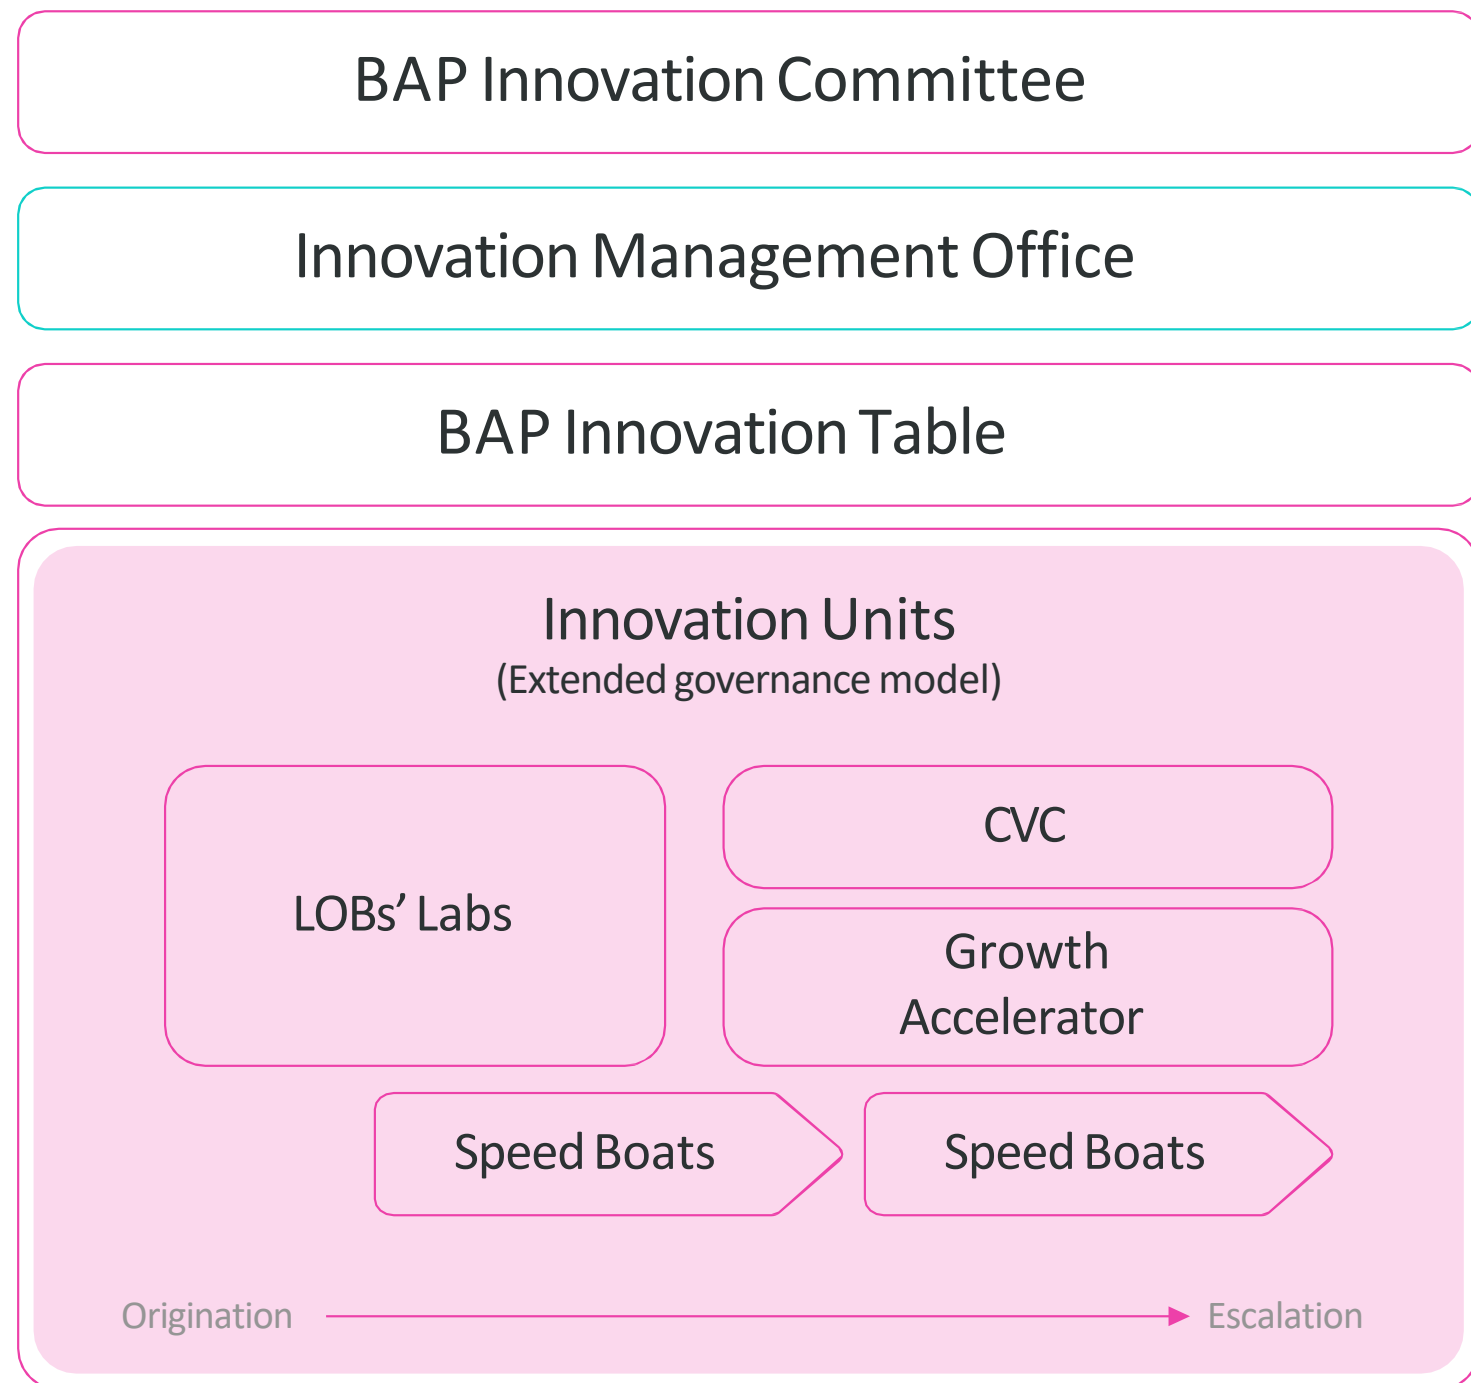 BAP Innovation Committee
Innovation Management Office
BAP Innovation Table
Innovation Units
(Extended governance model)
LOBs’ Labs
CVC
Growth
Accelerator
Speed Boats
Speed Boats
Origination
Escalation